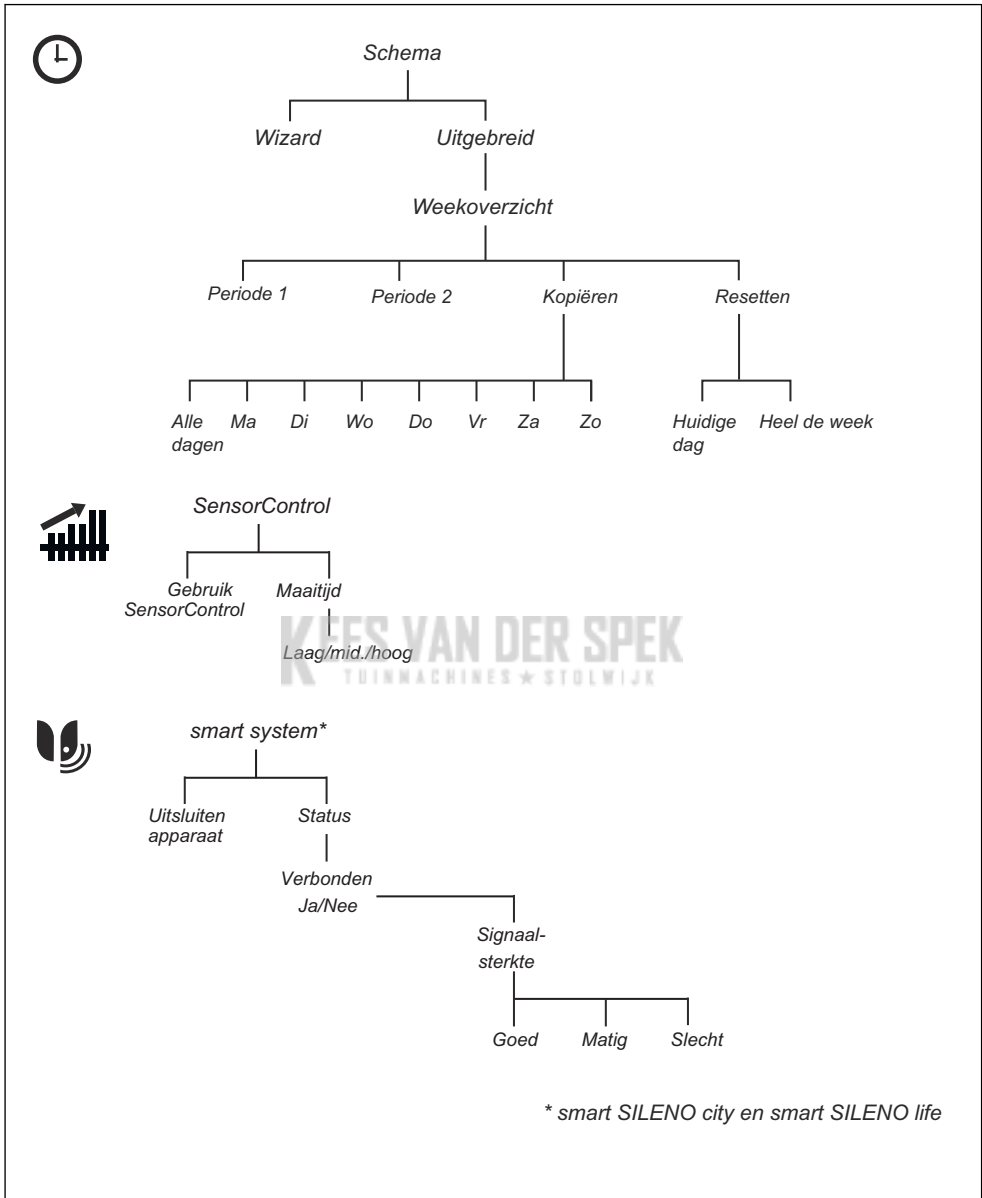 Schema
Wizard Uitgebreid
Weekoverzicht
Periode 1 Periode 2 Kopiëren Resetten
Alle dagen Ma Di Wo Do Vr Za Zo Huidige dag Heel de week
SensorControl
Gebruik SensorControl Maaitijd
Laag/mid./hoog
KEES VAN DER SPEK
TUINMACHINES ★ STOLWIJK
smart system*
Uitsluiten apparaat Status
Verbonden
Ja/Nee
Signaal-
sterkte
Goed Matig Slecht
* smart SILENO city en smart SILENO life